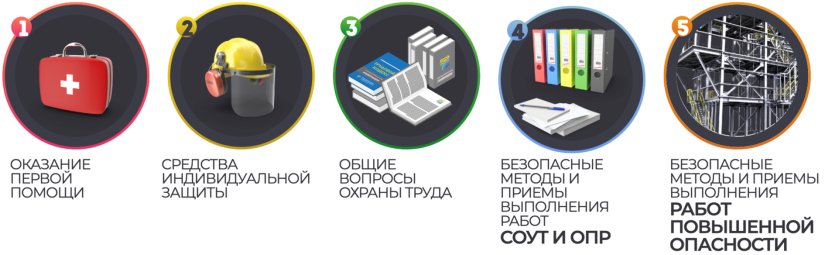 1
ОКАЗАНИЕ
ПЕРВОЙ
ПОМОЩИ
2
СРЕДСТВА
ИНДИВИДУАЛЬНОЙ
ЗАЩИТЫ
3
ОБЩИЕ
ВОПРОСЫ
ОХРАНЫ ТРУДА
4
БЕЗОПАСНЫЕ
МЕТОДЫ И
ПРИЕМЫ
ВЫПОЛНЕНИЯ
РАБОТ
СОУТ И ОПР
5
БЕЗОПАСНЫЕ
МЕТОДЫ И ПРИЕМЫ
ВЫПОЛНЕНИЯ
РАБОТ
ПОВЫШЕННОЙ
ОПАСНОСТИ